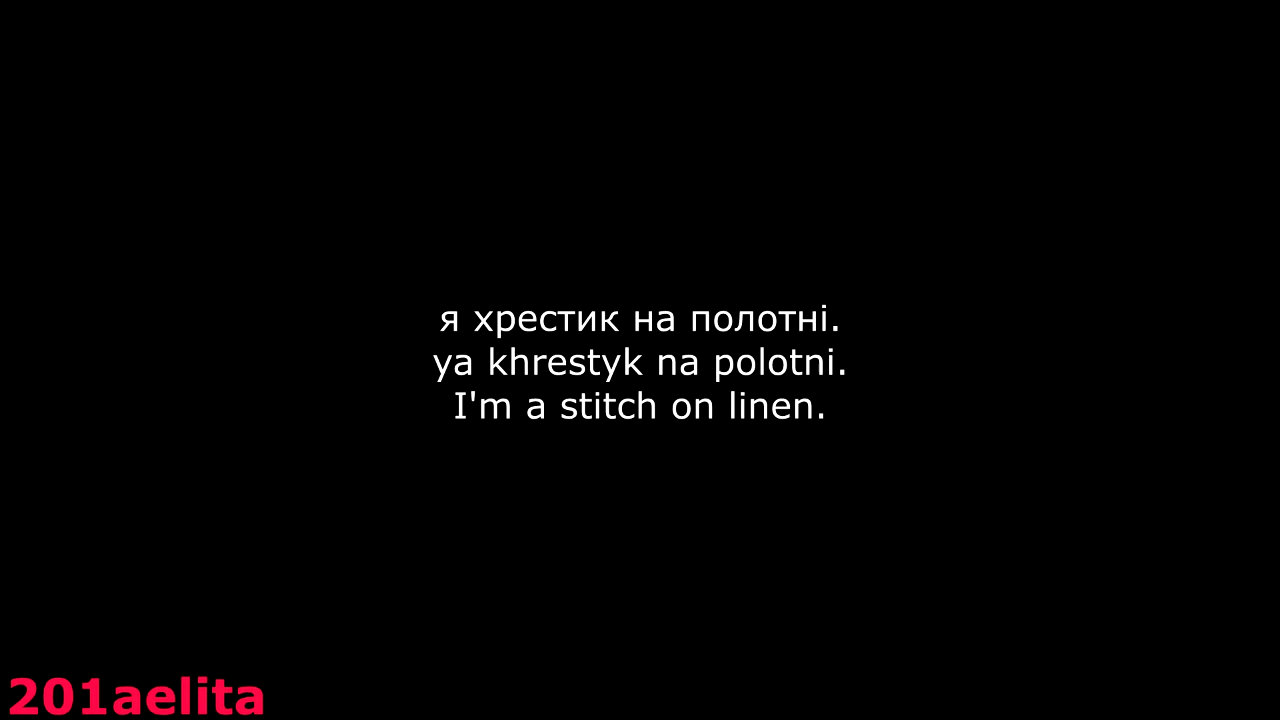 я хрестик на полотні.
ya khrestyk na polotni.
I'm a stitch on linen.
201aelita